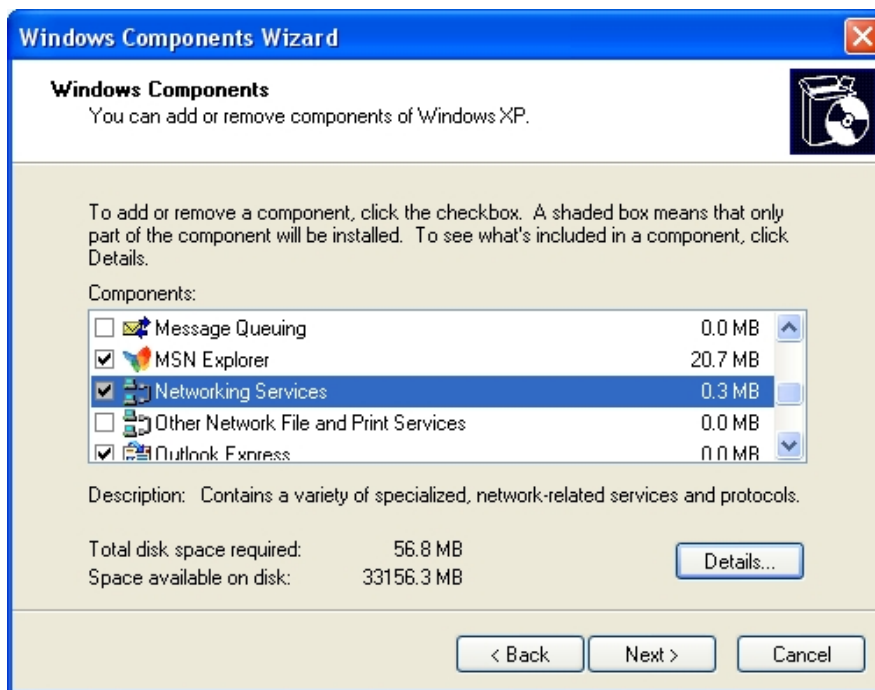 Windows Components Wizard
Windows Components
You can add or remove components of Windows XP.
To add or remove a component, click the checkbox. A shaded box means that only
part of the component will be installed. To see what's included in a component, click
Details.
Components:
Message Queuing 0.0 MB
MSN Explorer 20.7 MB
Networking Services 0.3 MB
Other Network File and Print Services 0.0 MB
Outlook Express 0.0 MB
Description: Contains a variety of specialized, network-related services and protocols.
Total disk space required: 56.8 MB
Space available on disk: 33156.3 MB
Details...
< Back Next > Cancel